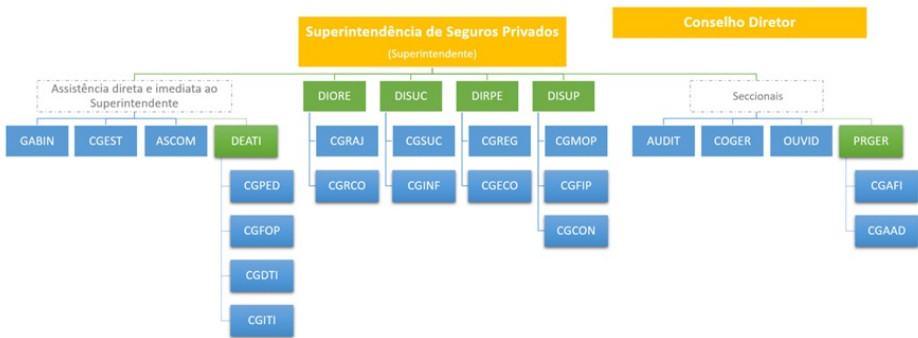 Superintendência de Seguros Privados
(Superintendente)
Conselho Diretor
Assistência direta e imediata ao
Superintendente
DIORE
DISUC
DIRPE
DISUP
Seccionais
GABIN
CGEST
ASCOM
DEATI
CGRAJ
CGSUC
CGREG
CGMOP
AUDIT
COGER
OUVID
PRGER
CGPED
CGRCO
CGINF
CGECO
CGFIP
CGAFI
CGFOP
CGCON
CGAAD
CGDTI
CGITI